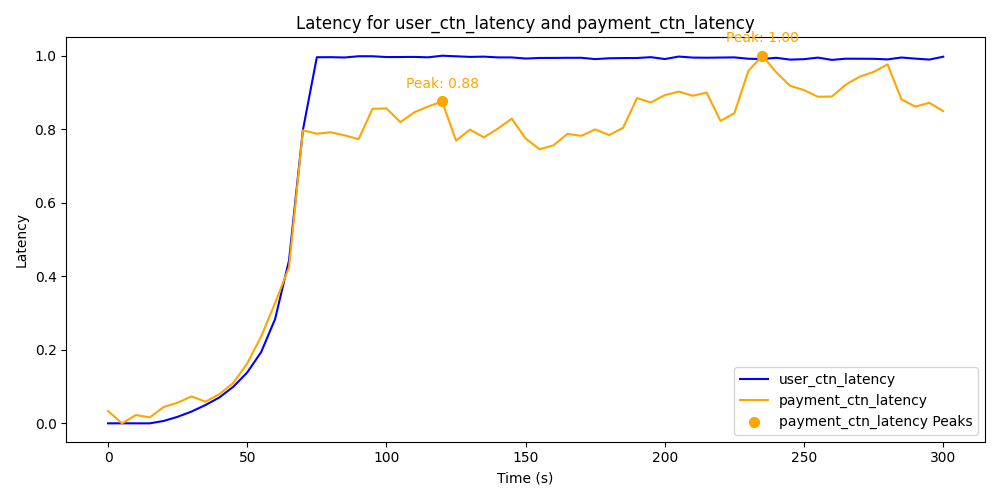 Latency for user_ctn_latency and payment_ctn_latency
Peak: 1.00
Peak: 0.88
Latency
1.0
0.8
0.6
0.4
0.2
0.0
user_ctn_latency
payment_ctn_latency
payment_ctn_latency Peaks
0 50 100 150 200 250 300
Time (s)